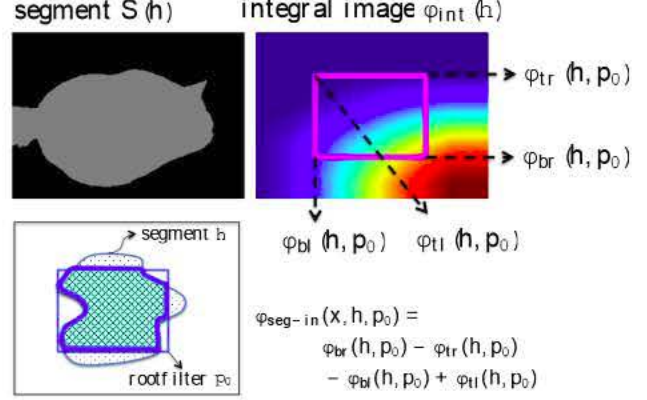 segment S (h)
integral image φint (h)
φtr (h, p0)
φbr (h, p0)
φbl (h, p0) φtl (h, p0)
segment h
rootfilter p0
φseg-in (x, h, p0) =
φbr (h, p0) − φtr (h, p0)
− φbl (h, p0) + φtl (h, p0)